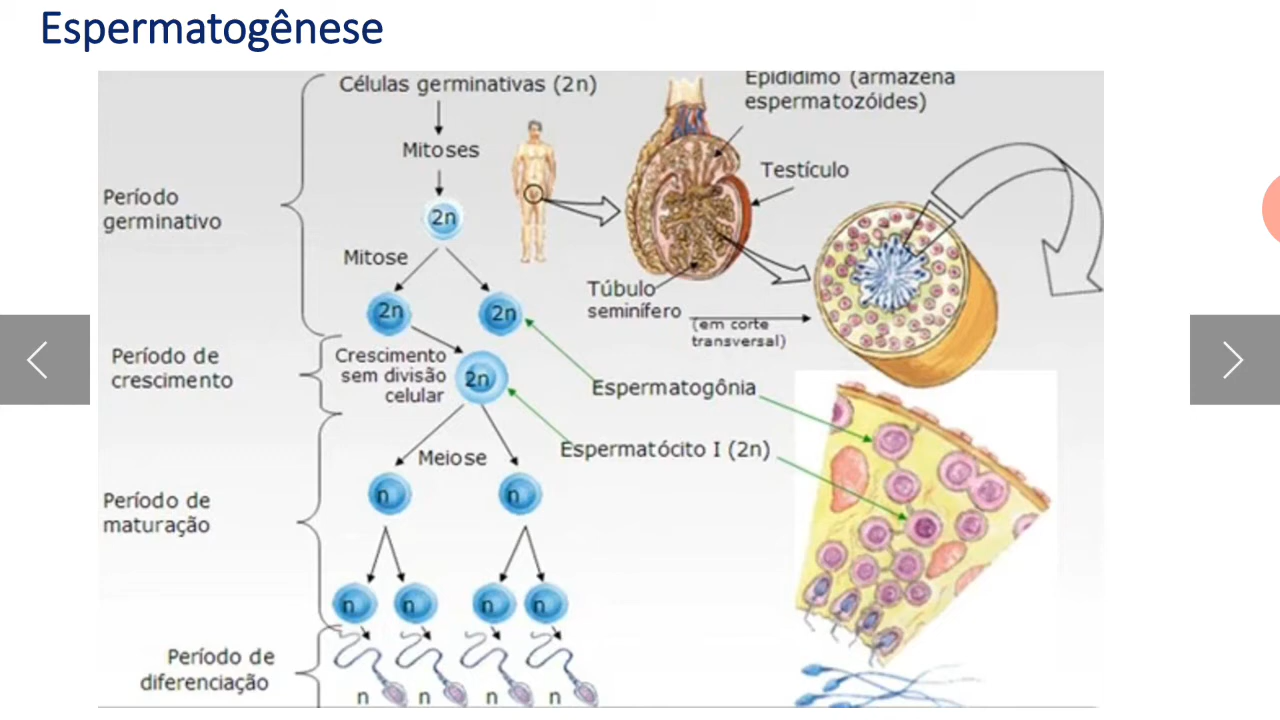 Espermatogênese
Células germinativas (2n)
Mitoses
Período
germinativo
2n
Mitose
2n
2n
Período de
crescimento
Crescimento
sem divisão
celular
2n
Meiose
Período de
maturação
n
n
n
n
n
n
Período de
diferenciação
n
n
n
n
Epidídimo (armazena
espermatozóides)
Testículo
Túbulo
seminífero
(em corte
transversal)
Espermatogônia
Espermatócito I (2n)